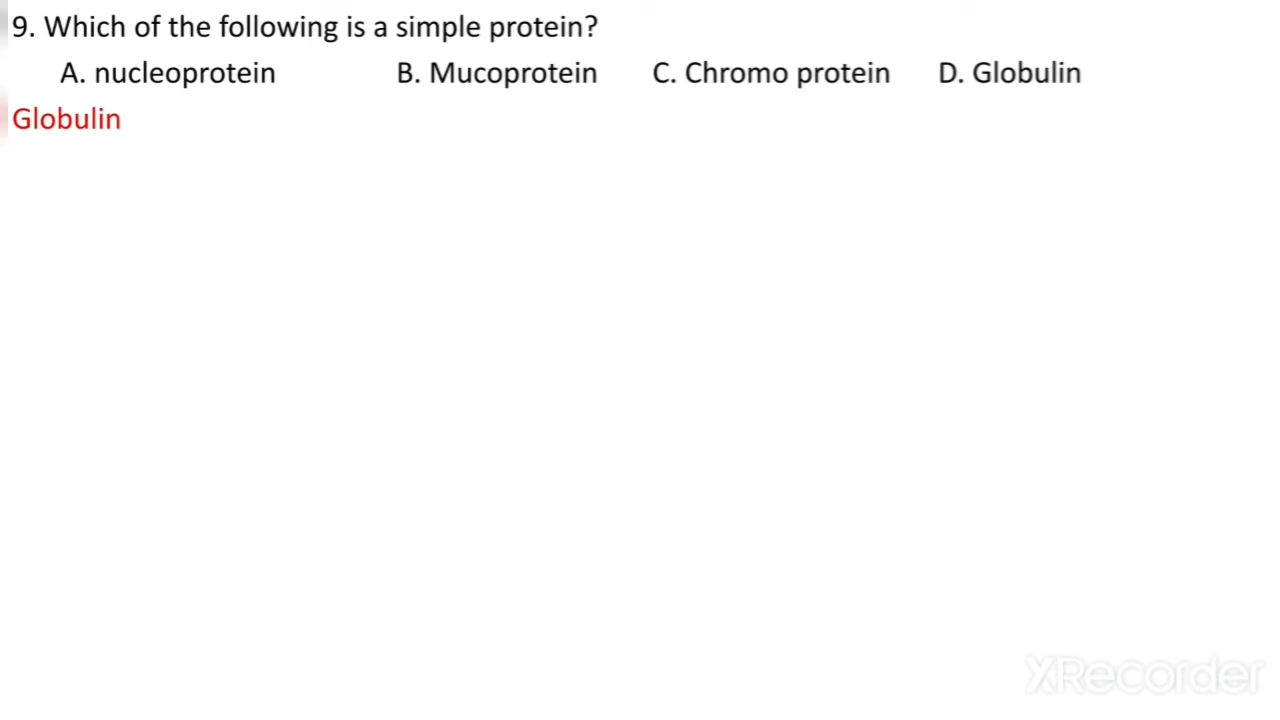 9. Which of the following is a simple protein?
A. nucleoprotein B. Mucoprotein C. Chromo protein D. Globulin
Globulin
XRecorder